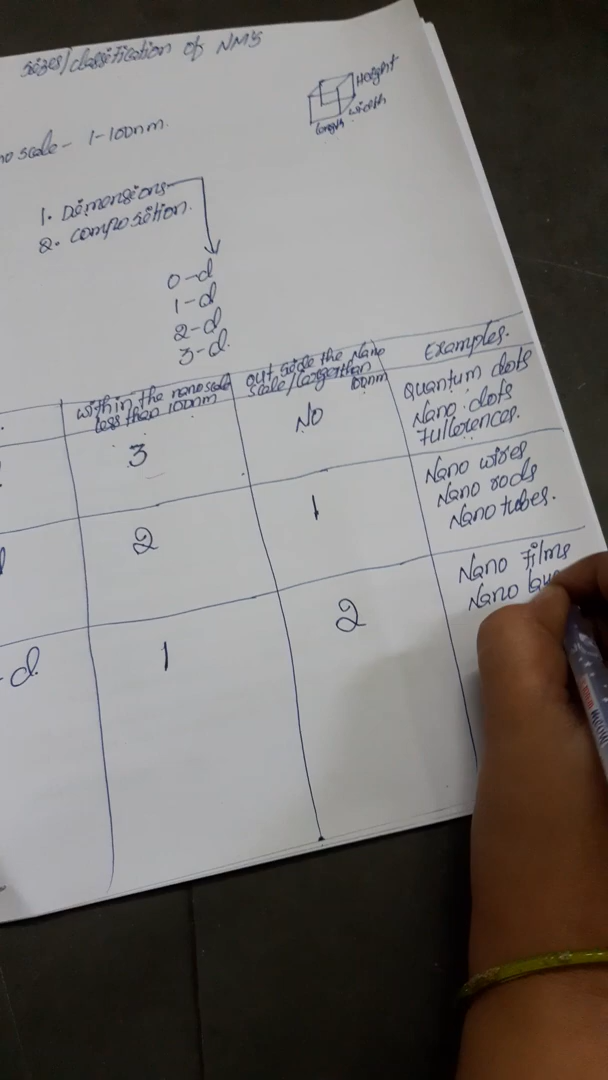 sizes/classification of NMs
no scale - 1-100nm.
Height
width
length
1. Dimensions
2. composition.
0-d
1-d
2-d
3-d.
within the nanoscale
less than 100nm
out side the Nano
scale/larger than
100nm
Examples.
3
NO
Quantum dots
Nano dots
Fullerences.
2
1
Nano wires
Nano rods
Nano tubes.
-d
1
2
Nano Films
Nano